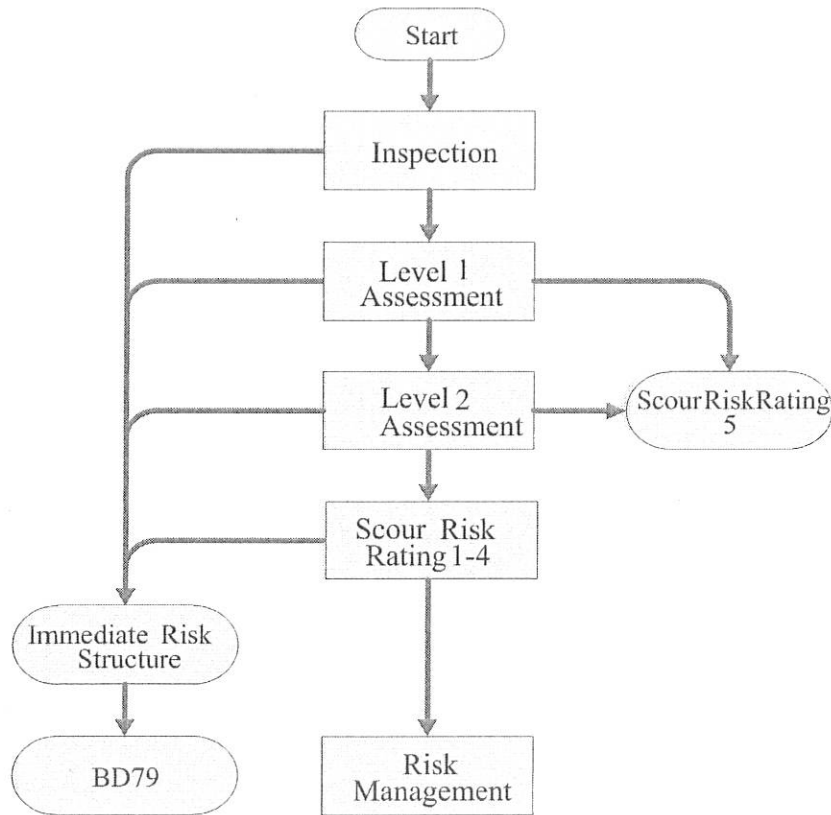 Start
Inspection
Level 1
Assessment
Level 2
Assessment
ScourRiskRating
5
Scour Risk
Rating 1-4
Immediate Risk
Structure
BD79
Risk
Management